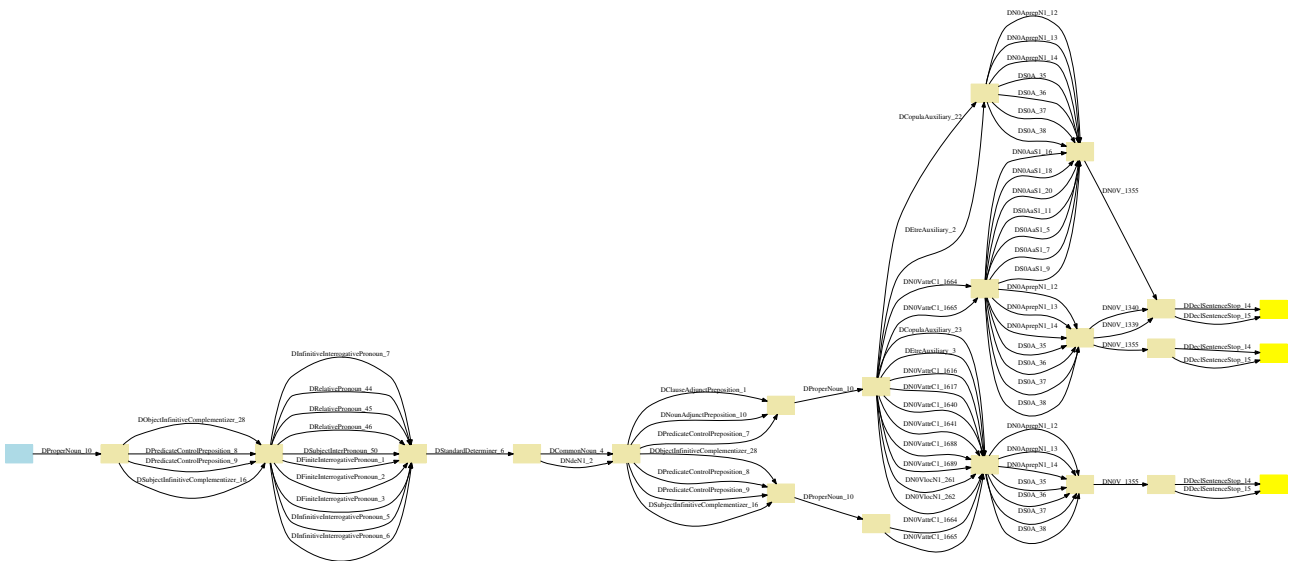 DProperNoun_10
DObjectInfinitiveComplementizer_28
DPredicateControlPreposition_8
DPredicateControlPreposition_9
DSubjectInfinitiveComplementizer_16
DInfinitiveInterrogativePronoun_7
DRelativePronoun_44
DRelativePronoun_45
DRelativePronoun_46
DSubjectInterPronoun_50
DFiniteInterrogativePronoun_1
DFiniteInterrogativePronoun_2
DFiniteInterrogativePronoun_3
DInfinitiveInterrogativePronoun_5
DInfinitiveInterrogativePronoun_6
DStandardDeterminer_6
DCommonNoun_4
DNdeN1_2
DClauseAdjunctPreposition_1
DNounAdjunctPreposition_10
DPredicateControlPreposition_7
DObjectInfinitiveComplementizer_28
DPredicateControlPreposition_8
DPredicateControlPreposition_9
DSubjectInfinitiveComplementizer_16
DProperNoun_10
DProperNoun_10
DCopulaAuxiliary_22
DEtreAuxiliary_2
DN0VattrC1_1664
DN0VattrC1_1665
DCopulaAuxiliary_23
DEtreAuxiliary_3
DN0VattrC1_1616
DN0VattrC1_1617
DN0VattrC1_1640
DN0VattrC1_1641
DN0VattrC1_1688
DN0VattrC1_1689
DN0VlocN1_261
DN0VlocN1_262
DN0VattrC1_1664
DN0VattrC1_1665
DN0AprepN1_12
DN0AprepN1_13
DN0AprepN1_14
DS0A_35
DS0A_36
DS0A_37
DS0A_38
DN0AaS1_16
DN0AaS1_18
DN0AaS1_20
DS0AaS1_11
DS0AaS1_5
DS0AaS1_7
DS0AaS1_9
DN0AprepN1_12
DN0AprepN1_13
DN0AprepN1_14
DS0A_35
DS0A_36
DS0A_37
DS0A_38
DN0AprepN1_12
DN0AprepN1_13
DN0AprepN1_14
DS0A_35
DS0A_36
DS0A_37
DS0A_38
DN0V_1355
DN0V_1340
DN0V_1339
DN0V_1355
DN0V_1355
DDeclSentenceStop_14
DDeclSentenceStop_15
DDeclSentenceStop_14
DDeclSentenceStop_15
DDeclSentenceStop_14
DDeclSentenceStop_15